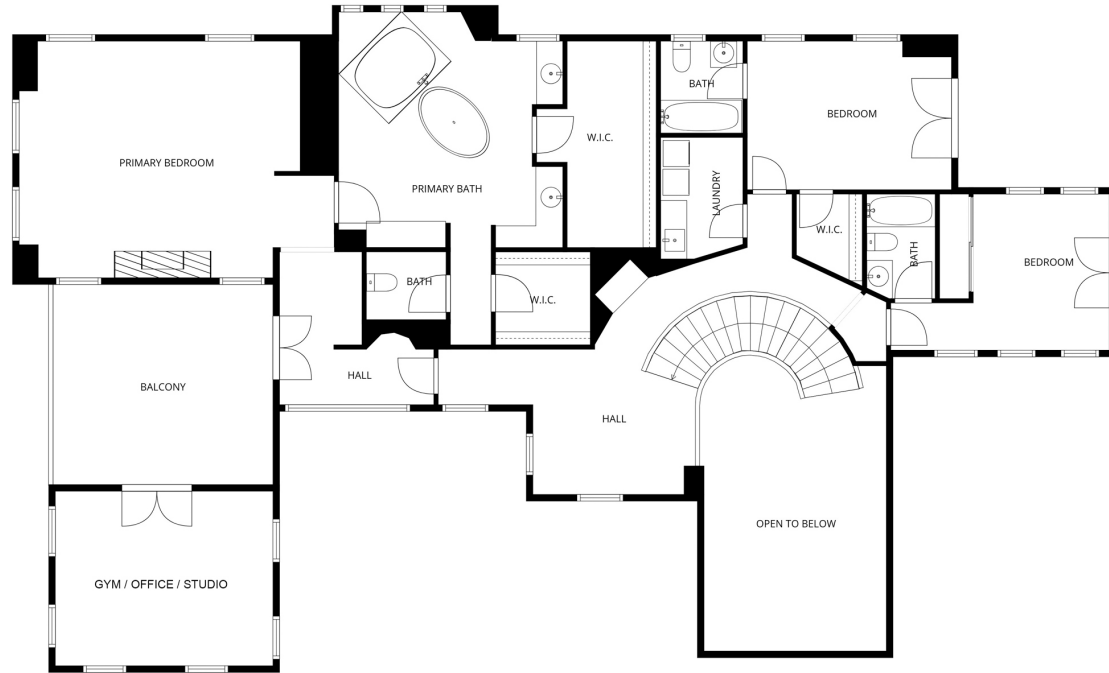 PRIMARY BEDROOM
PRIMARY BATH
W.I.C.
BATH
LAUNDRY
BEDROOM
W.I.C.
BATH
BEDROOM
BATH
W.I.C.
HALL
BALCONY
HALL
OPEN TO BELOW
GYM / OFFICE / STUDIO